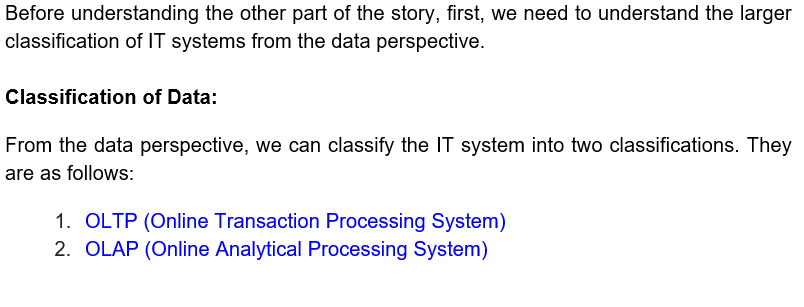 Before understanding the other part of the story, first, we need to understand the larger
classification of IT systems from the data perspective.
Classification of Data:
From the data perspective, we can classify the IT system into two classifications. They
are as follows:
1. OLTP (Online Transaction Processing System)
2. OLAP (Online Analytical Processing System)